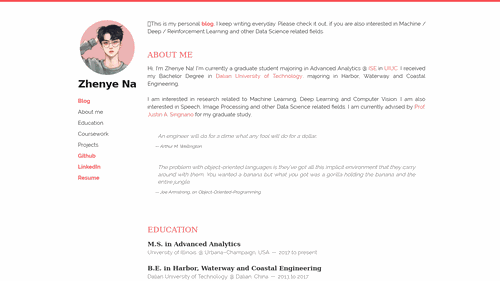 This is my personal blog. I keep writing everyday. Please check it out, if you are also interested in Machine /
Deep / Reinforcement Learning and other Data Science related fields.
ABOUT ME
Hi, I'm Zhenye Na! I'm currently a graduate student majoring in Advanced Analytics @ ISE in UIUC. I received
my Bachelor Degree in Dalian University of Technology, majoring in Harbor, Waterway and Coastal
Engineering.
I am interested in research related to Machine Learning, Deep Learning and Computer Vision. I am also
interested in Speech, Image Processing and other Data Science related fields. I am currently advised by Prof
Justin A. Sirignano for my graduate study.
An engineer will do for a dime what any fool will do for a dollar.
— Arthur M. Wellington
The problem with object-oriented languages is they've got all this implicit environment that they carry
around with them. You wanted a banana but what you got was a gorilla holding the banana and the
entire jungle.
— Joe Armstrong, on Object-Oriented-Programming
EDUCATION
M.S. in Advanced Analytics
University of Illinois @ Urbana-Champaign, USA — 2017 to present
B.E. in Harbor, Waterway and Coastal Engineering
Dalian University of Technology @ Dalian, China — 2013 to 2017
Zhenye Na
Blog
About me
Education
Coursework
Projects
Github
LinkedIn
Resume